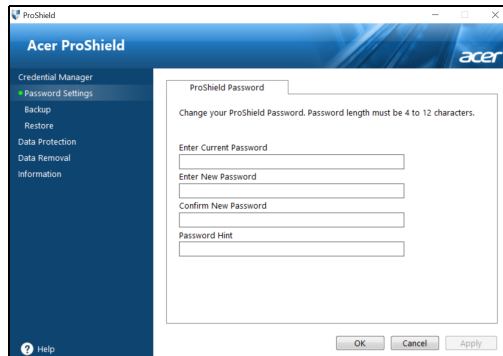 ProShield
Acer ProShield
acer
Credential Manager
Password Settings
Backup
Restore
Data Protection
Data Removal
Information
Help
ProShield Password
Change your ProShield Password. Password length must be 4 to 12 characters.
Enter Current Password
Enter New Password
Confirm New Password
Password Hint
OK
Cancel
Apply